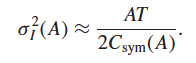 σ_I^2(A) ≈ AT / 2C_sym(A).